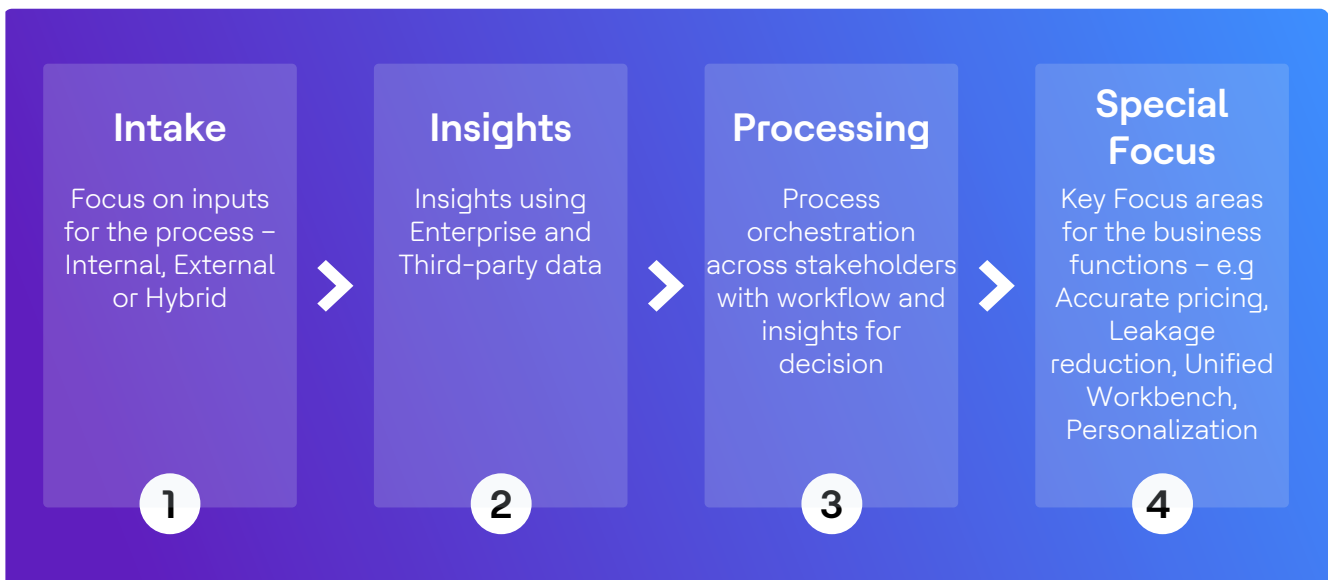 Intake
Focus on inputs
for the process –
Internal, External
or Hybrid
1
Insights
Insights using
Enterprise and
Third-party data
2
Processing
Process
orchestration
across stakeholders
with workflow and
insights for
decision
3
Special
Focus
Key Focus areas
for the business
functions – e.g
Accurate pricing,
Leakage
reduction, Unified
Workbench,
Personalization
4